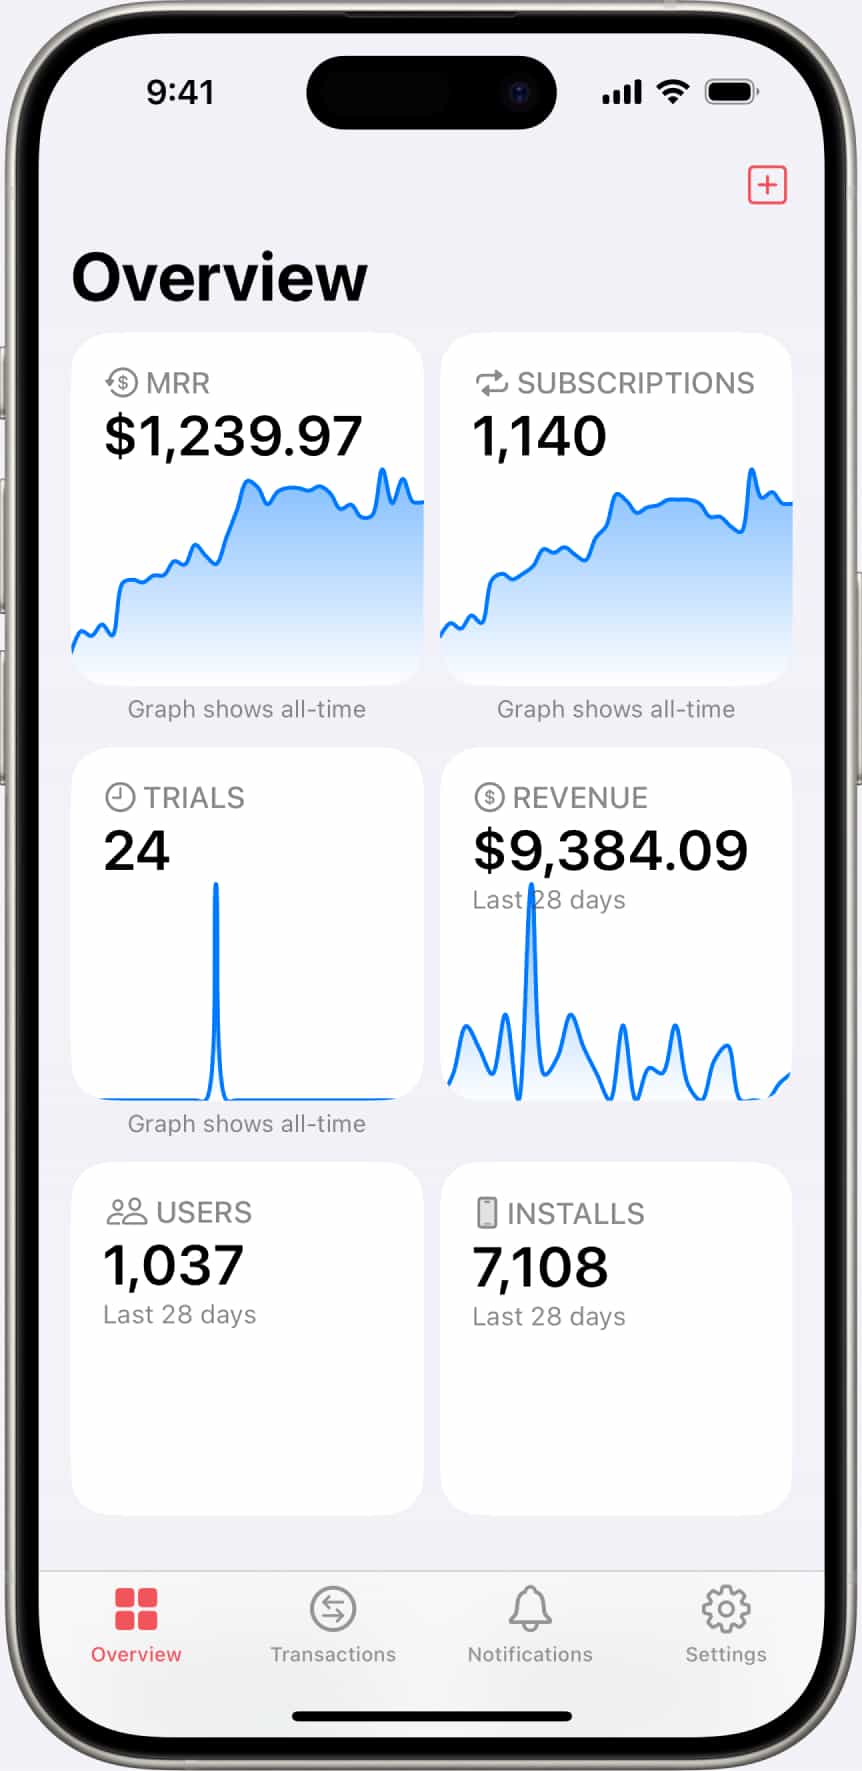 9:41
Overview
MRR
$1,239.97
Graph shows all-time
SUBSCRIPTIONS
1,140
Graph shows all-time
TRIALS
24
Graph shows all-time
REVENUE
$9,384.09
Last 28 days
USERS
1,037
Last 28 days
INSTALLS
7,108
Last 28 days
Overview
Transactions
Notifications
Settings